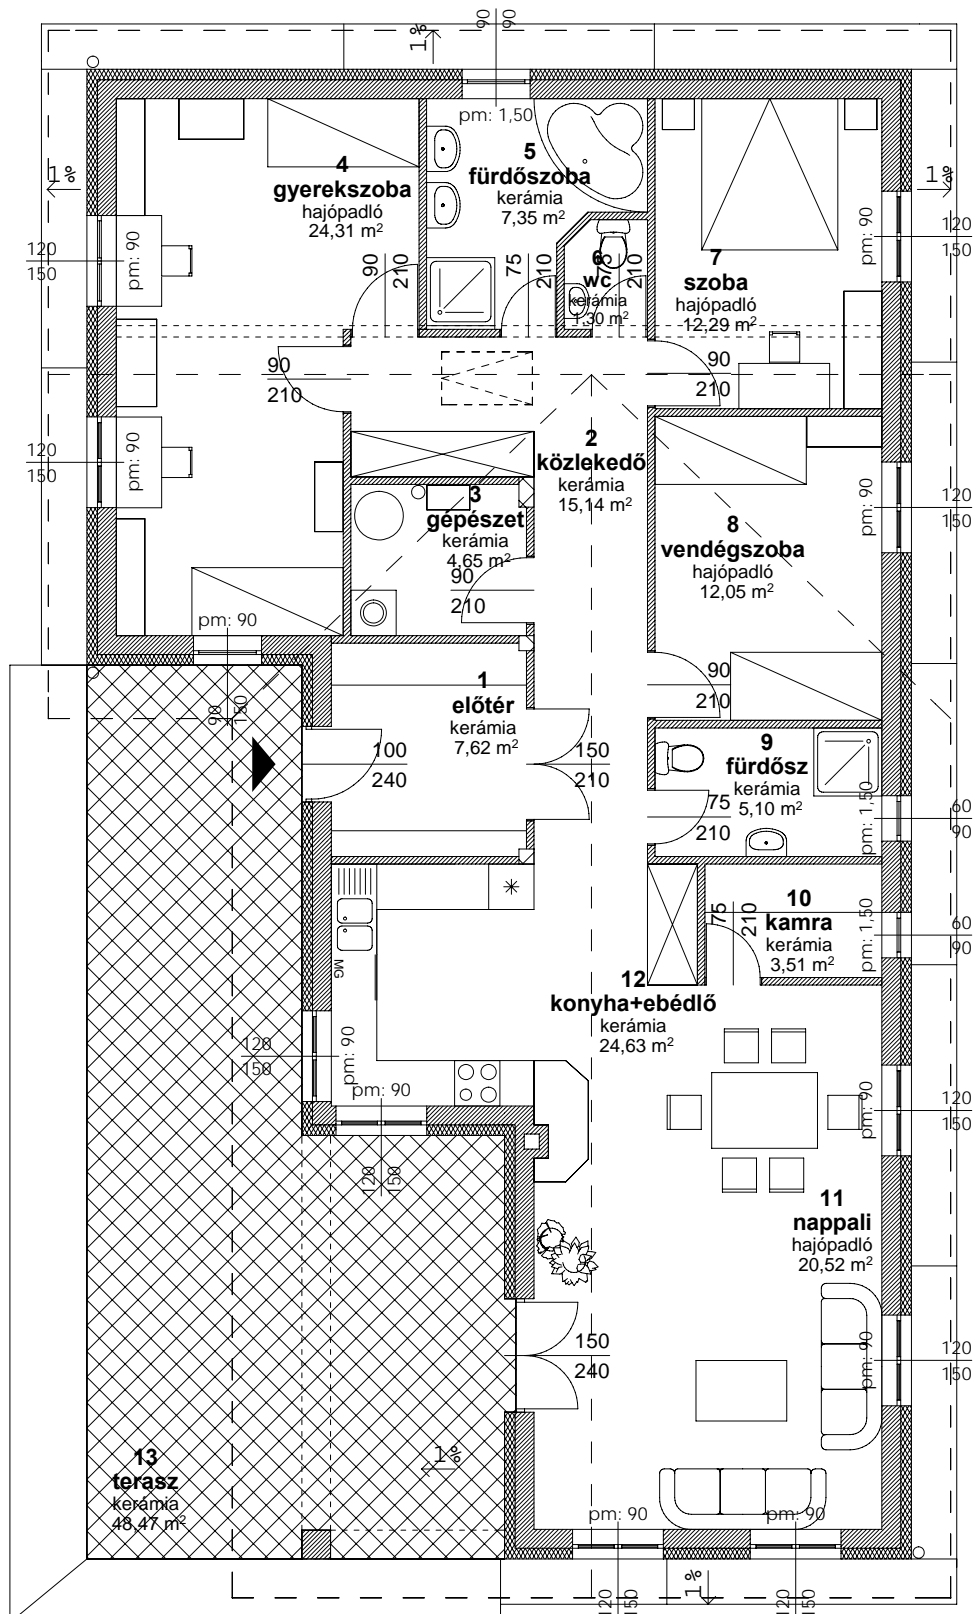 90
90
1%
pm: 1,50
4
gyerekszoba
hajópadló
24,31 m²
5
fürdőszoba
kerámia
7,35 m²
1%
1%
120
150
pm: 90
90
210
75
210
6
wc
kerámia
1,30 m²
75
210
7
szoba
hajópadló
12,29 m²
pm: 90
120
150
90
210
90
210
120
150
pm: 90
2
közlekedő
kerámia
15,14 m²
3
gépészet
kerámia
4,65 m²
90
210
8
vendégszoba
hajópadló
12,05 m²
pm: 90
120
150
pm: 90
90
150
1
előtér
kerámia
7,62 m²
90
210
100
240
150
210
9
fürdősz
kerámia
5,10 m²
75
210
pm: 1,50
60
90
10
kamra
kerámia
3,51 m²
75
210
pm: 1,50
60
90
MG
12
konyha+ebédlő
kerámia
24,63 m²
120
150
pm: 90
pm: 90
120
150
pm: 90
120
150
11
nappali
hajópadló
20,52 m²
150
240
pm: 90
120
150
13
terasz
kerámia
48,47 m²
1%
pm: 90
pm: 90
120
150
1%
120
150